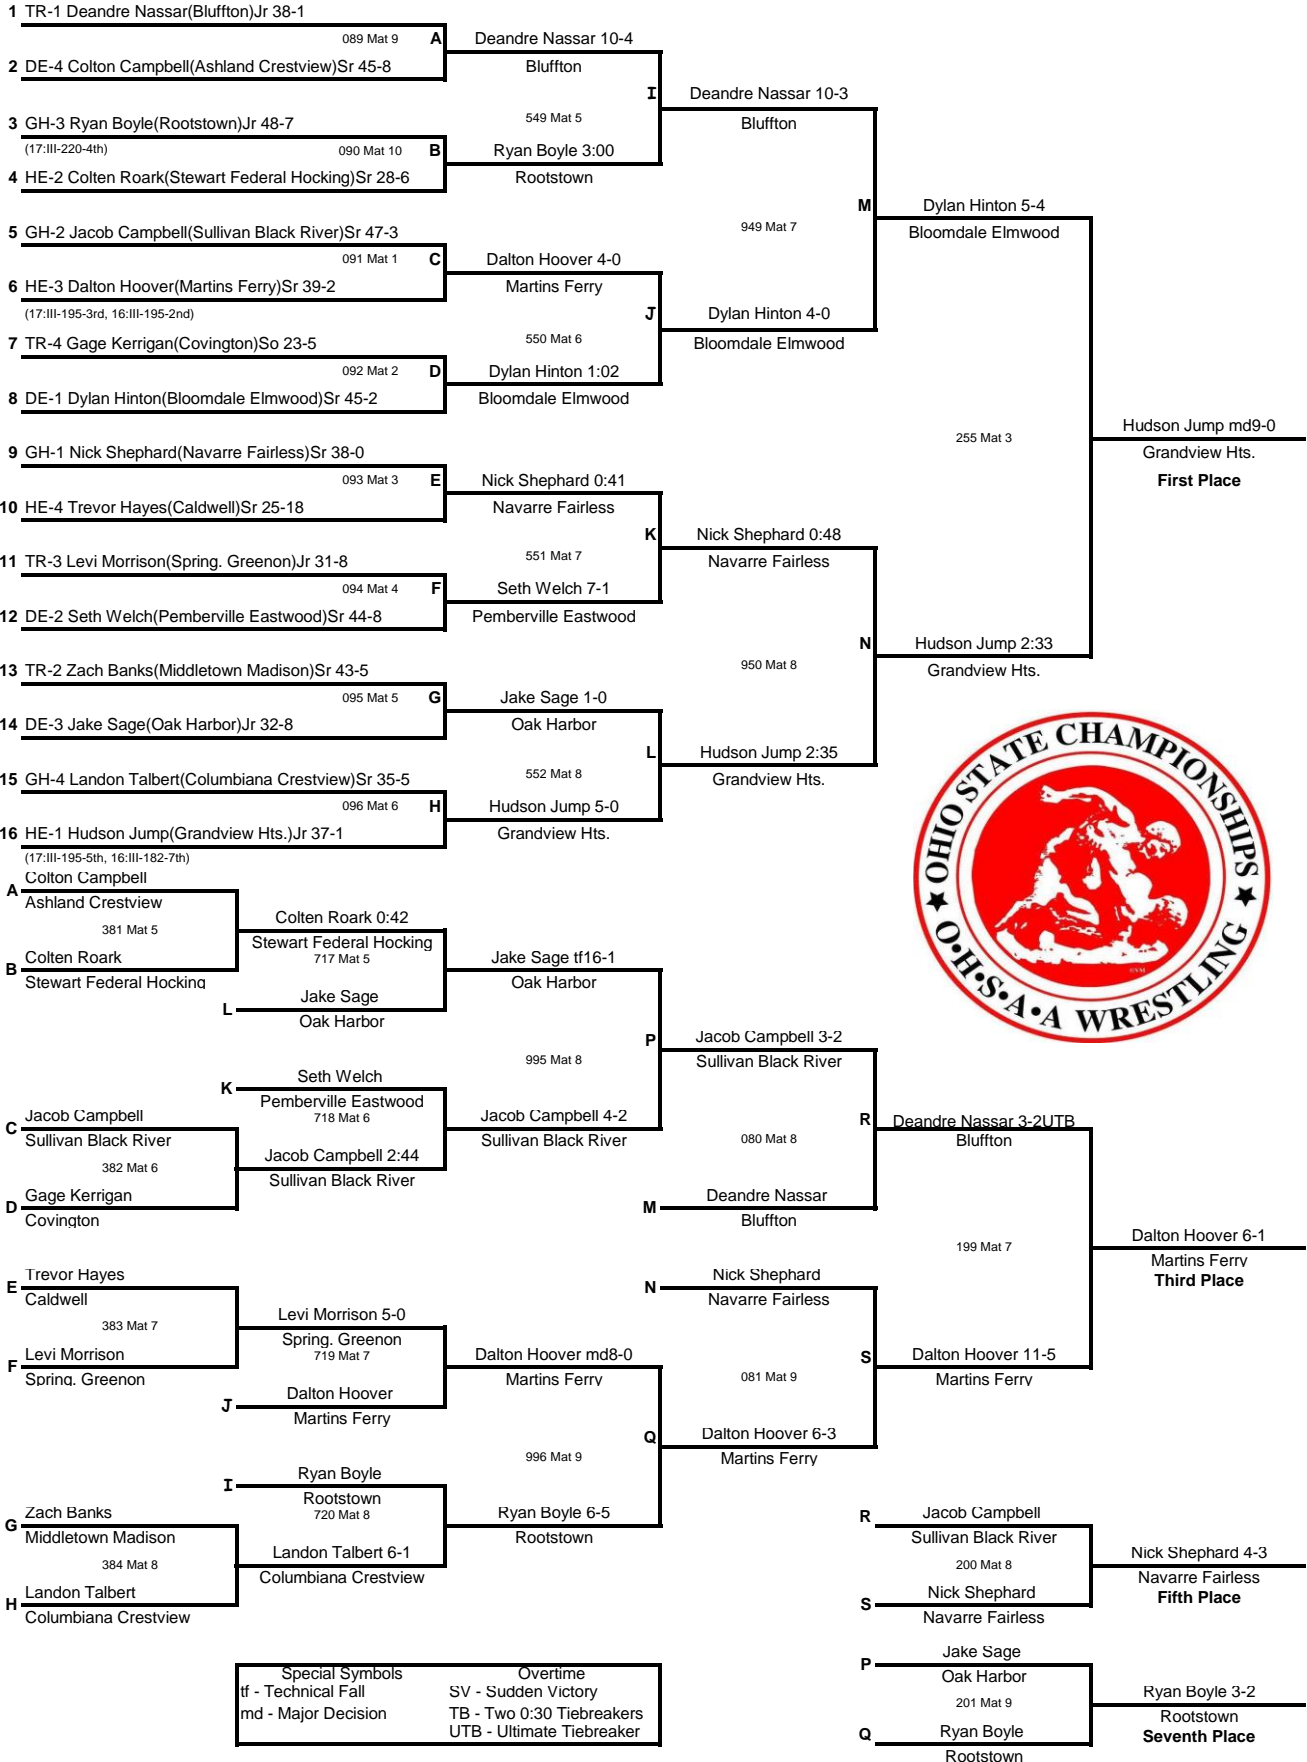 1 TR-1 Deandre Nassar(Bluffton)Jr 38-1
089 Mat 9 A
2 DE-4 Colton Campbell(Ashland Crestview)Sr 45-8
Deandre Nassar 10-4
Bluffton
3 GH-3 Ryan Boyle(Rootstown)Jr 48-7
(17:III-220-4th)
090 Mat 10 B
4 HE-2 Colten Roark(Stewart Federal Hocking)Sr 28-6
Ryan Boyle 3:00
Rootstown
I
549 Mat 5
Deandre Nassar 10-3
Bluffton
5 GH-2 Jacob Campbell(Sullivan Black River)Sr 47-3
091 Mat 1 C
6 HE-3 Dalton Hoover(Martins Ferry)Sr 39-2
(17:III-195-3rd, 16:III-195-2nd)
Dalton Hoover 4-0
Martins Ferry
7 TR-4 Gage Kerrigan(Covington)So 23-5
092 Mat 2 D
8 DE-1 Dylan Hinton(Bloomdale Elmwood)Sr 45-2
Dylan Hinton 1:02
Bloomdale Elmwood
J
550 Mat 6
Dylan Hinton 4-0
Bloomdale Elmwood
M
949 Mat 7
Dylan Hinton 5-4
Bloomdale Elmwood
9 GH-1 Nick Shephard(Navarre Fairless)Sr 38-0
093 Mat 3 E
10 HE-4 Trevor Hayes(Caldwell)Sr 25-18
Nick Shephard 0:41
Navarre Fairless
11 TR-3 Levi Morrison(Spring. Greenon)Jr 31-8
094 Mat 4 F
12 DE-2 Seth Welch(Pemberville Eastwood)Sr 44-8
Seth Welch 7-1
Pemberville Eastwood
K
551 Mat 7
Nick Shephard 0:48
Navarre Fairless
13 TR-2 Zach Banks(Middletown Madison)Sr 43-5
095 Mat 5 G
14 DE-3 Jake Sage(Oak Harbor)Jr 32-8
Jake Sage 1-0
Oak Harbor
15 GH-4 Landon Talbert(Columbiana Crestview)Sr 35-5
096 Mat 6 H
16 HE-1 Hudson Jump(Grandview Hts.)Jr 37-1
(17:III-195-5th, 16:III-182-7th)
Hudson Jump 5-0
Grandview Hts.
L
552 Mat 8
Hudson Jump 2:35
Grandview Hts.
N
950 Mat 8
Hudson Jump 2:33
Grandview Hts.
255 Mat 3
Hudson Jump md9-0
Grandview Hts.
First Place
OHIO STATE CHAMPIONSHIPS
★ O•H•S•A•A WRESTLING ★
A Colton Campbell
Ashland Crestview
381 Mat 5
B Colten Roark
Stewart Federal Hocking
Colten Roark 0:42
Stewart Federal Hocking
717 Mat 5
L Jake Sage
Oak Harbor
Jake Sage tf16-1
Oak Harbor
K Seth Welch
Pemberville Eastwood
718 Mat 6
C Jacob Campbell
Sullivan Black River
382 Mat 6
D Gage Kerrigan
Covington
Jacob Campbell 2:44
Sullivan Black River
Jacob Campbell 4-2
Sullivan Black River
P
995 Mat 8
Jacob Campbell 3-2
Sullivan Black River
080 Mat 8
M Deandre Nassar
Bluffton
R
Deandre Nassar 3-2UTB
Bluffton
E Trevor Hayes
Caldwell
383 Mat 7
F Levi Morrison
Spring. Greenon
Levi Morrison 5-0
Spring. Greenon
719 Mat 7
J Dalton Hoover
Martins Ferry
Dalton Hoover md8-0
Martins Ferry
I Ryan Boyle
Rootstown
720 Mat 8
G Zach Banks
Middletown Madison
384 Mat 8
H Landon Talbert
Columbiana Crestview
Landon Talbert 6-1
Columbiana Crestview
Ryan Boyle 6-5
Rootstown
Q
996 Mat 9
Dalton Hoover 6-3
Martins Ferry
N Nick Shephard
Navarre Fairless
081 Mat 9
S
Dalton Hoover 11-5
Martins Ferry
199 Mat 7
Dalton Hoover 6-1
Martins Ferry
Third Place
R Jacob Campbell
Sullivan Black River
200 Mat 8
S Nick Shephard
Navarre Fairless
Nick Shephard 4-3
Navarre Fairless
Fifth Place
P Jake Sage
Oak Harbor
201 Mat 9
Q Ryan Boyle
Rootstown
Ryan Boyle 3-2
Rootstown
Seventh Place
Special Symbols Overtime
tf - Technical Fall SV - Sudden Victory
md - Major Decision TB - Two 0:30 Tiebreakers
UTB - Ultimate Tiebreaker